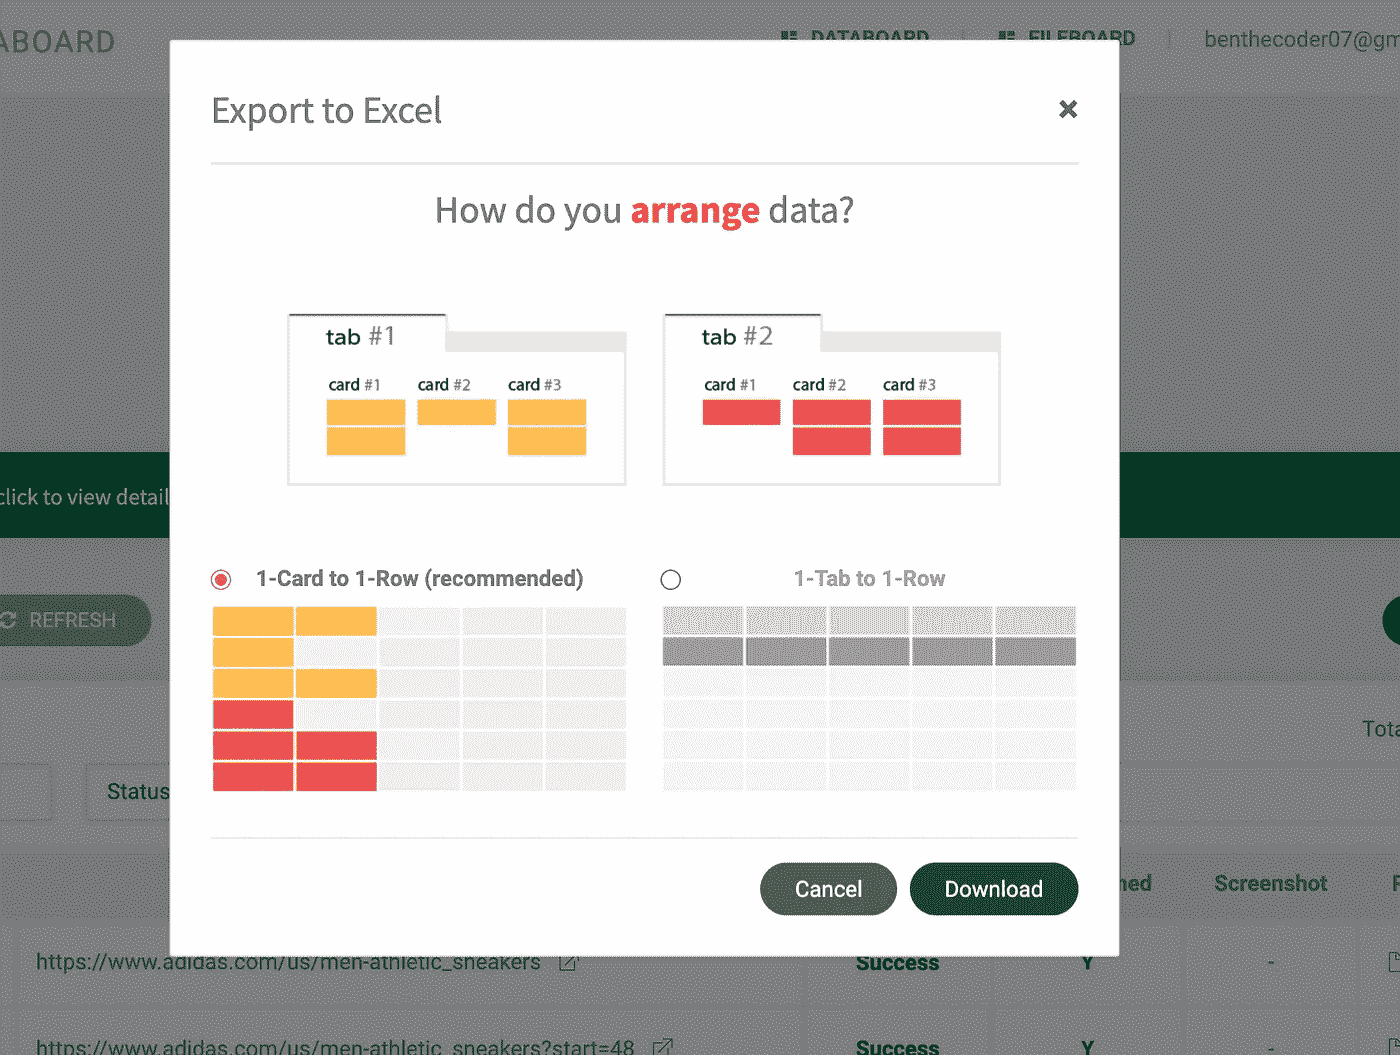 ABOARD
DATABOARD
FILEBOARD
benthecoder07@gm
Export to Excel
How do you arrange data?
tab #1
card #1 card #2 card #3
tab #2
card #1 card #2 card #3
click to view detail
1-Card to 1-Row (recommended)
1-Tab to 1-Row
REFRESH
Tota
Status
Cancel
Download
ned
Screenshot
https://www.adidas.com/us/men-athletic_sneakers
Success
Y
-
https://www.adidas.com/us/men-athletic_sneakers?start=48
Success
Y